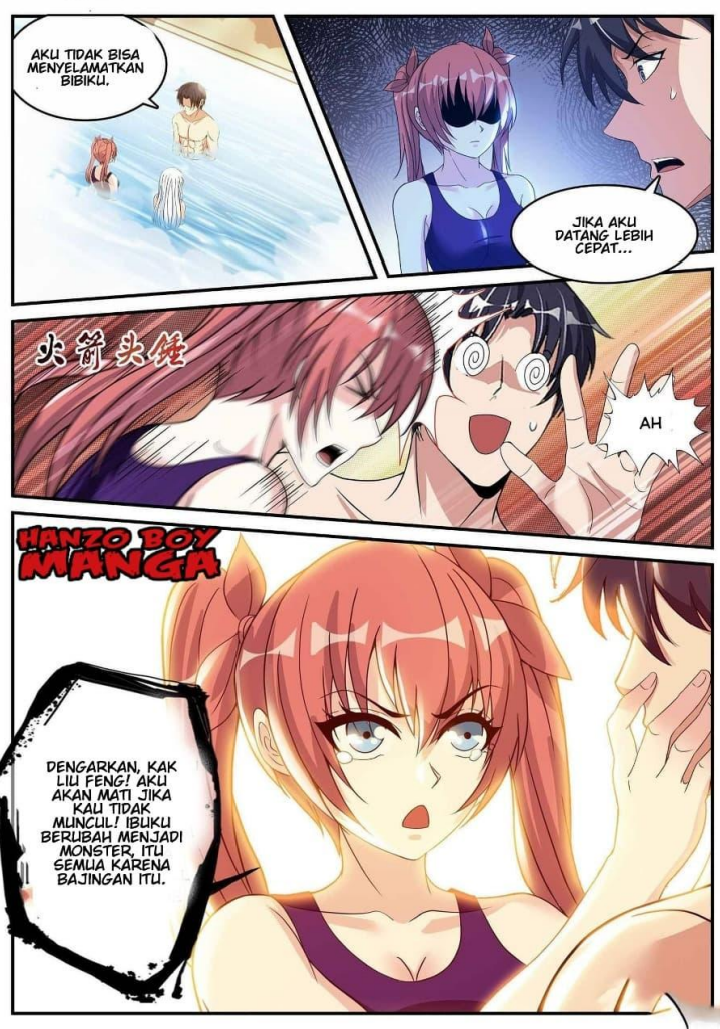 AKU TIDAK BISA
MENYELAMATKAN
BIBIKU.
JIKA AKU
DATANG LEBIH
CEPAT...
火箭头锤
AH
HANZO BOY
MANGA
DENGARKAN, KAK
LIU FENG! AKU
AKAN MATI JIKA
KAU TIDAK
MUNCUL! IBUKU
BERUBAH MENJADI
MONSTER, ITU
SEMUA KARENA
BAJINGAN ITU.